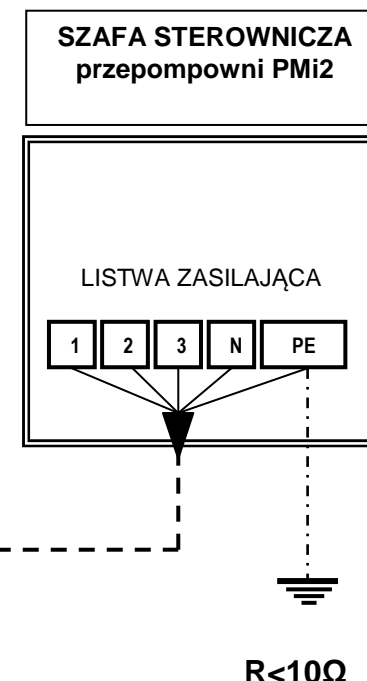 SZAFA STEROWNICZA
przepompowni PMi2
LISTWA ZASILAJĄCA
1 2 3 N PE
R<10Ω